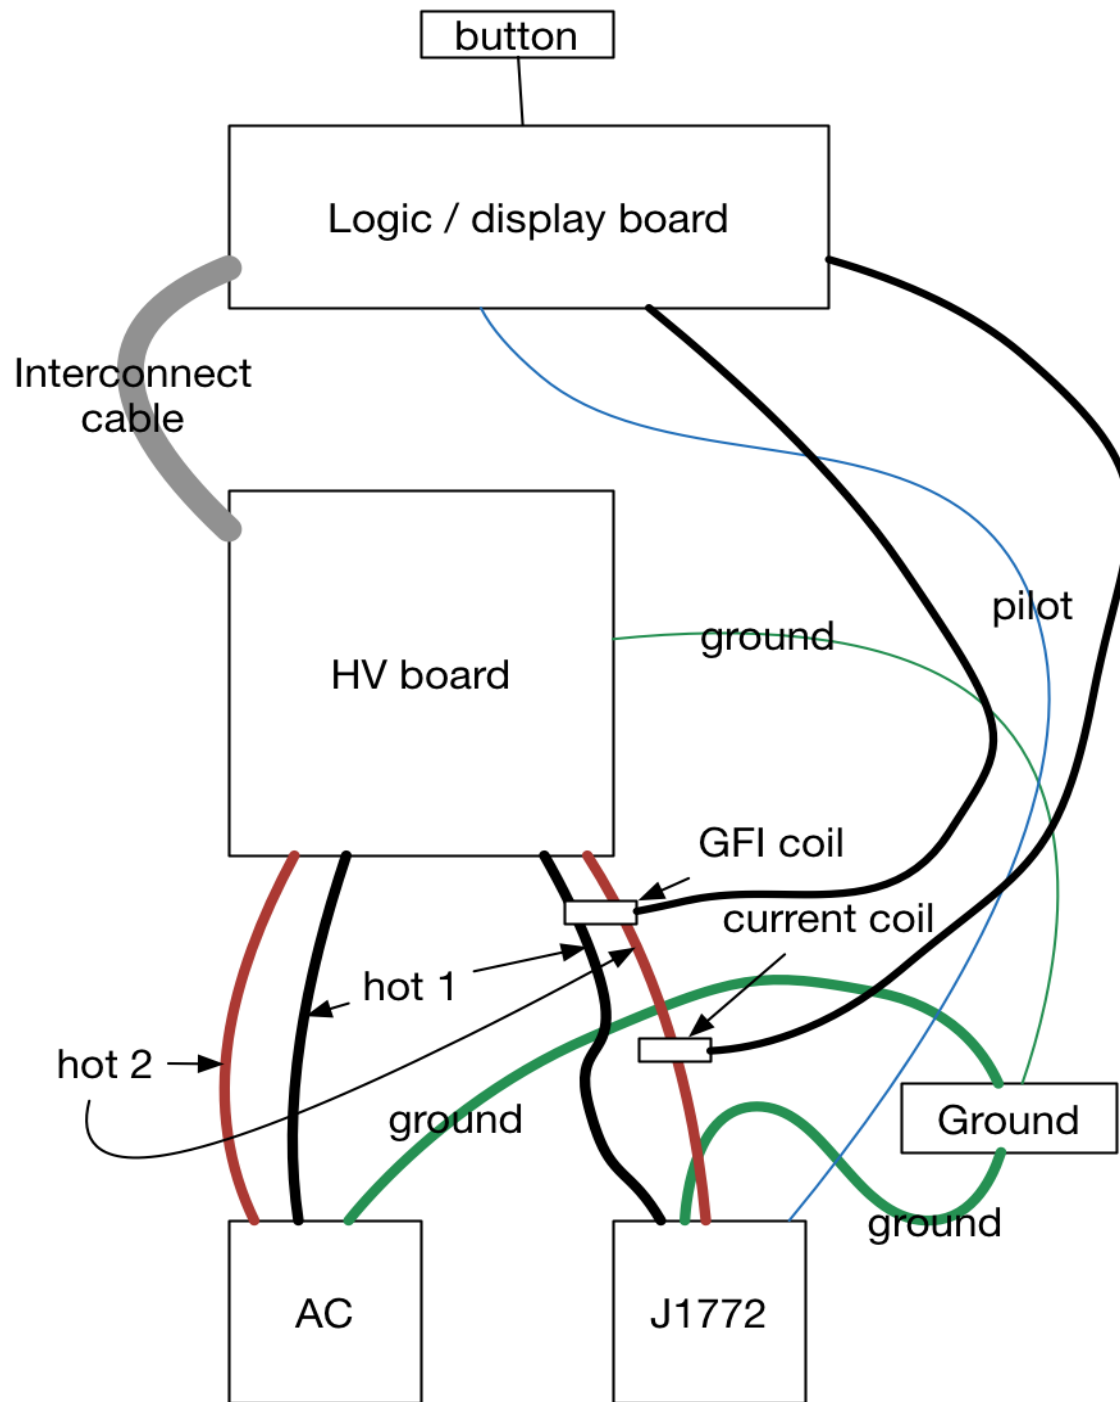 button
Logic / display board
Interconnect
cable
pilot
ground
HV board
GFI coil
current coil
hot 1
hot 2
ground
Ground
ground
AC
J1772